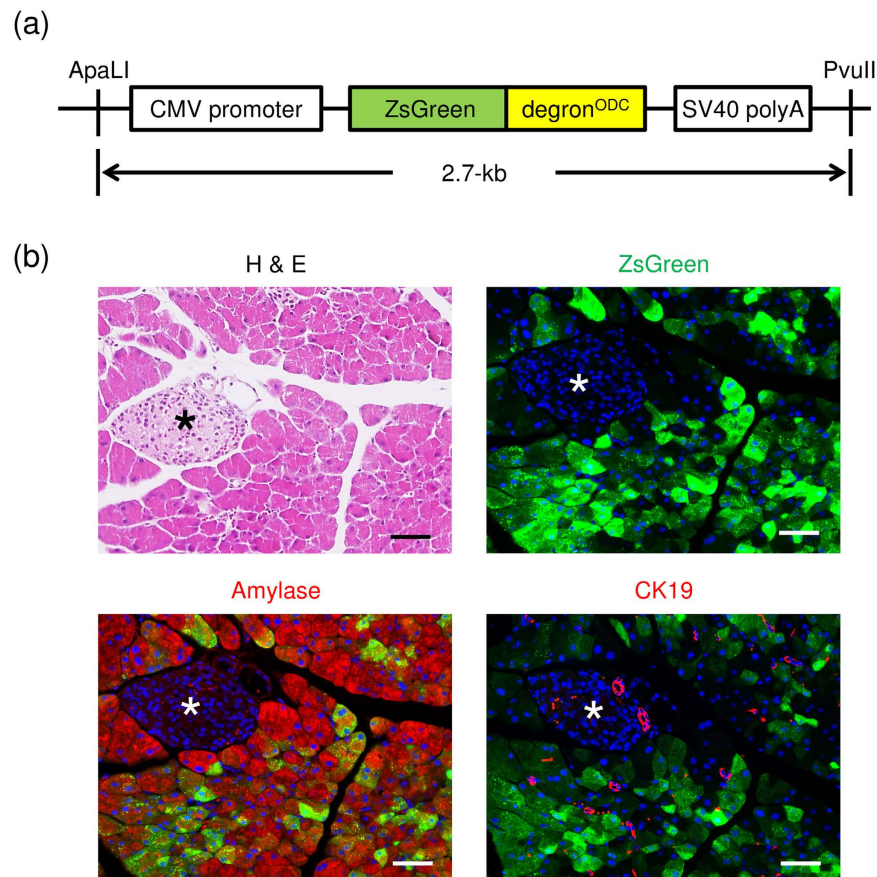 (a)
ApaLI
PvuII
CMV promoter
ZsGreen
degronODC
SV40 polyA
2.7-kb
(b)
H & E
ZsGreen
*
*
Amylase
CK19
*
*